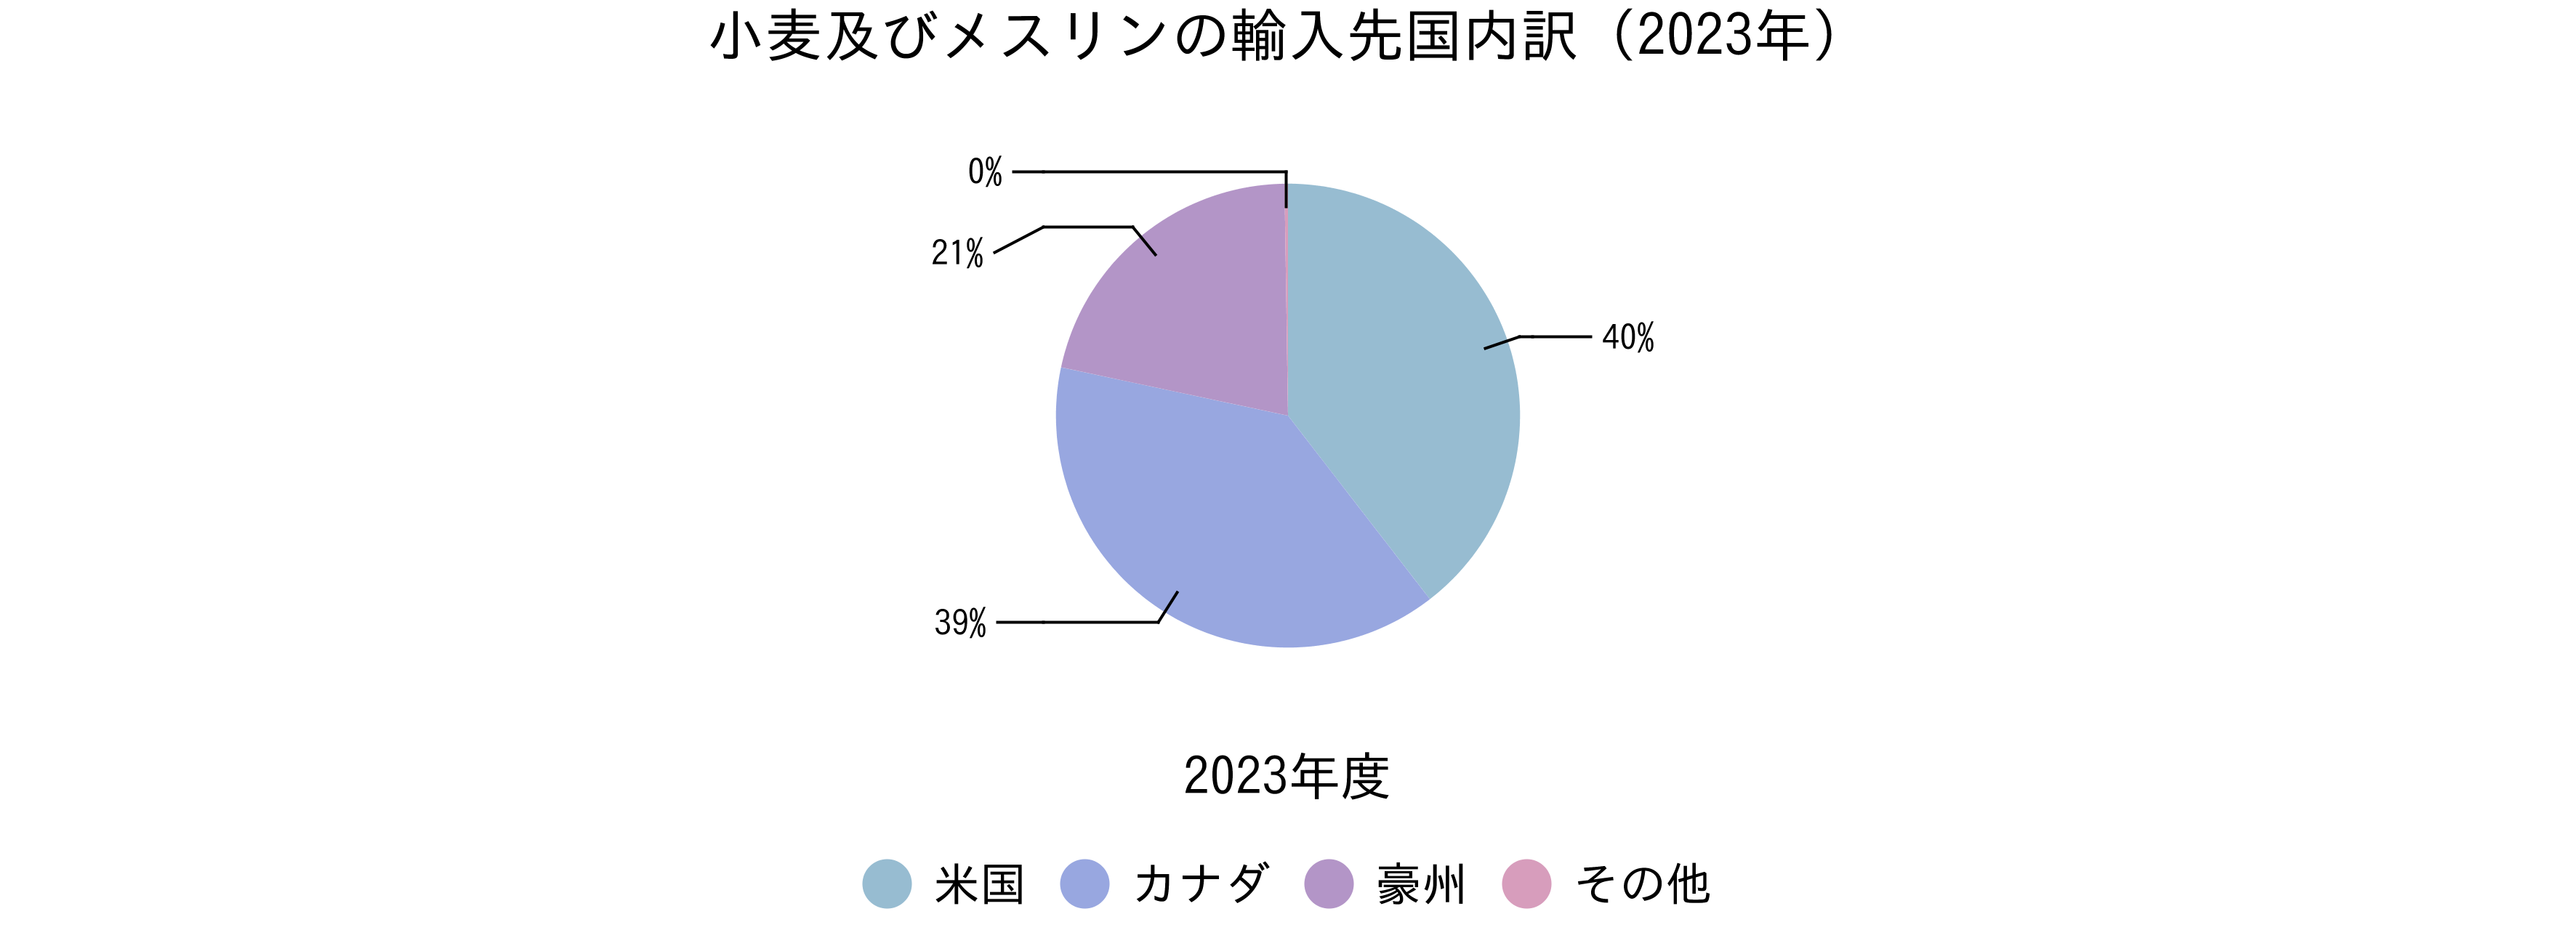 小麦及びメスリンの輸入先国内訳（2023年）
0%
21%
40%
39%
2023年度
米国 カナダ 豪州 その他